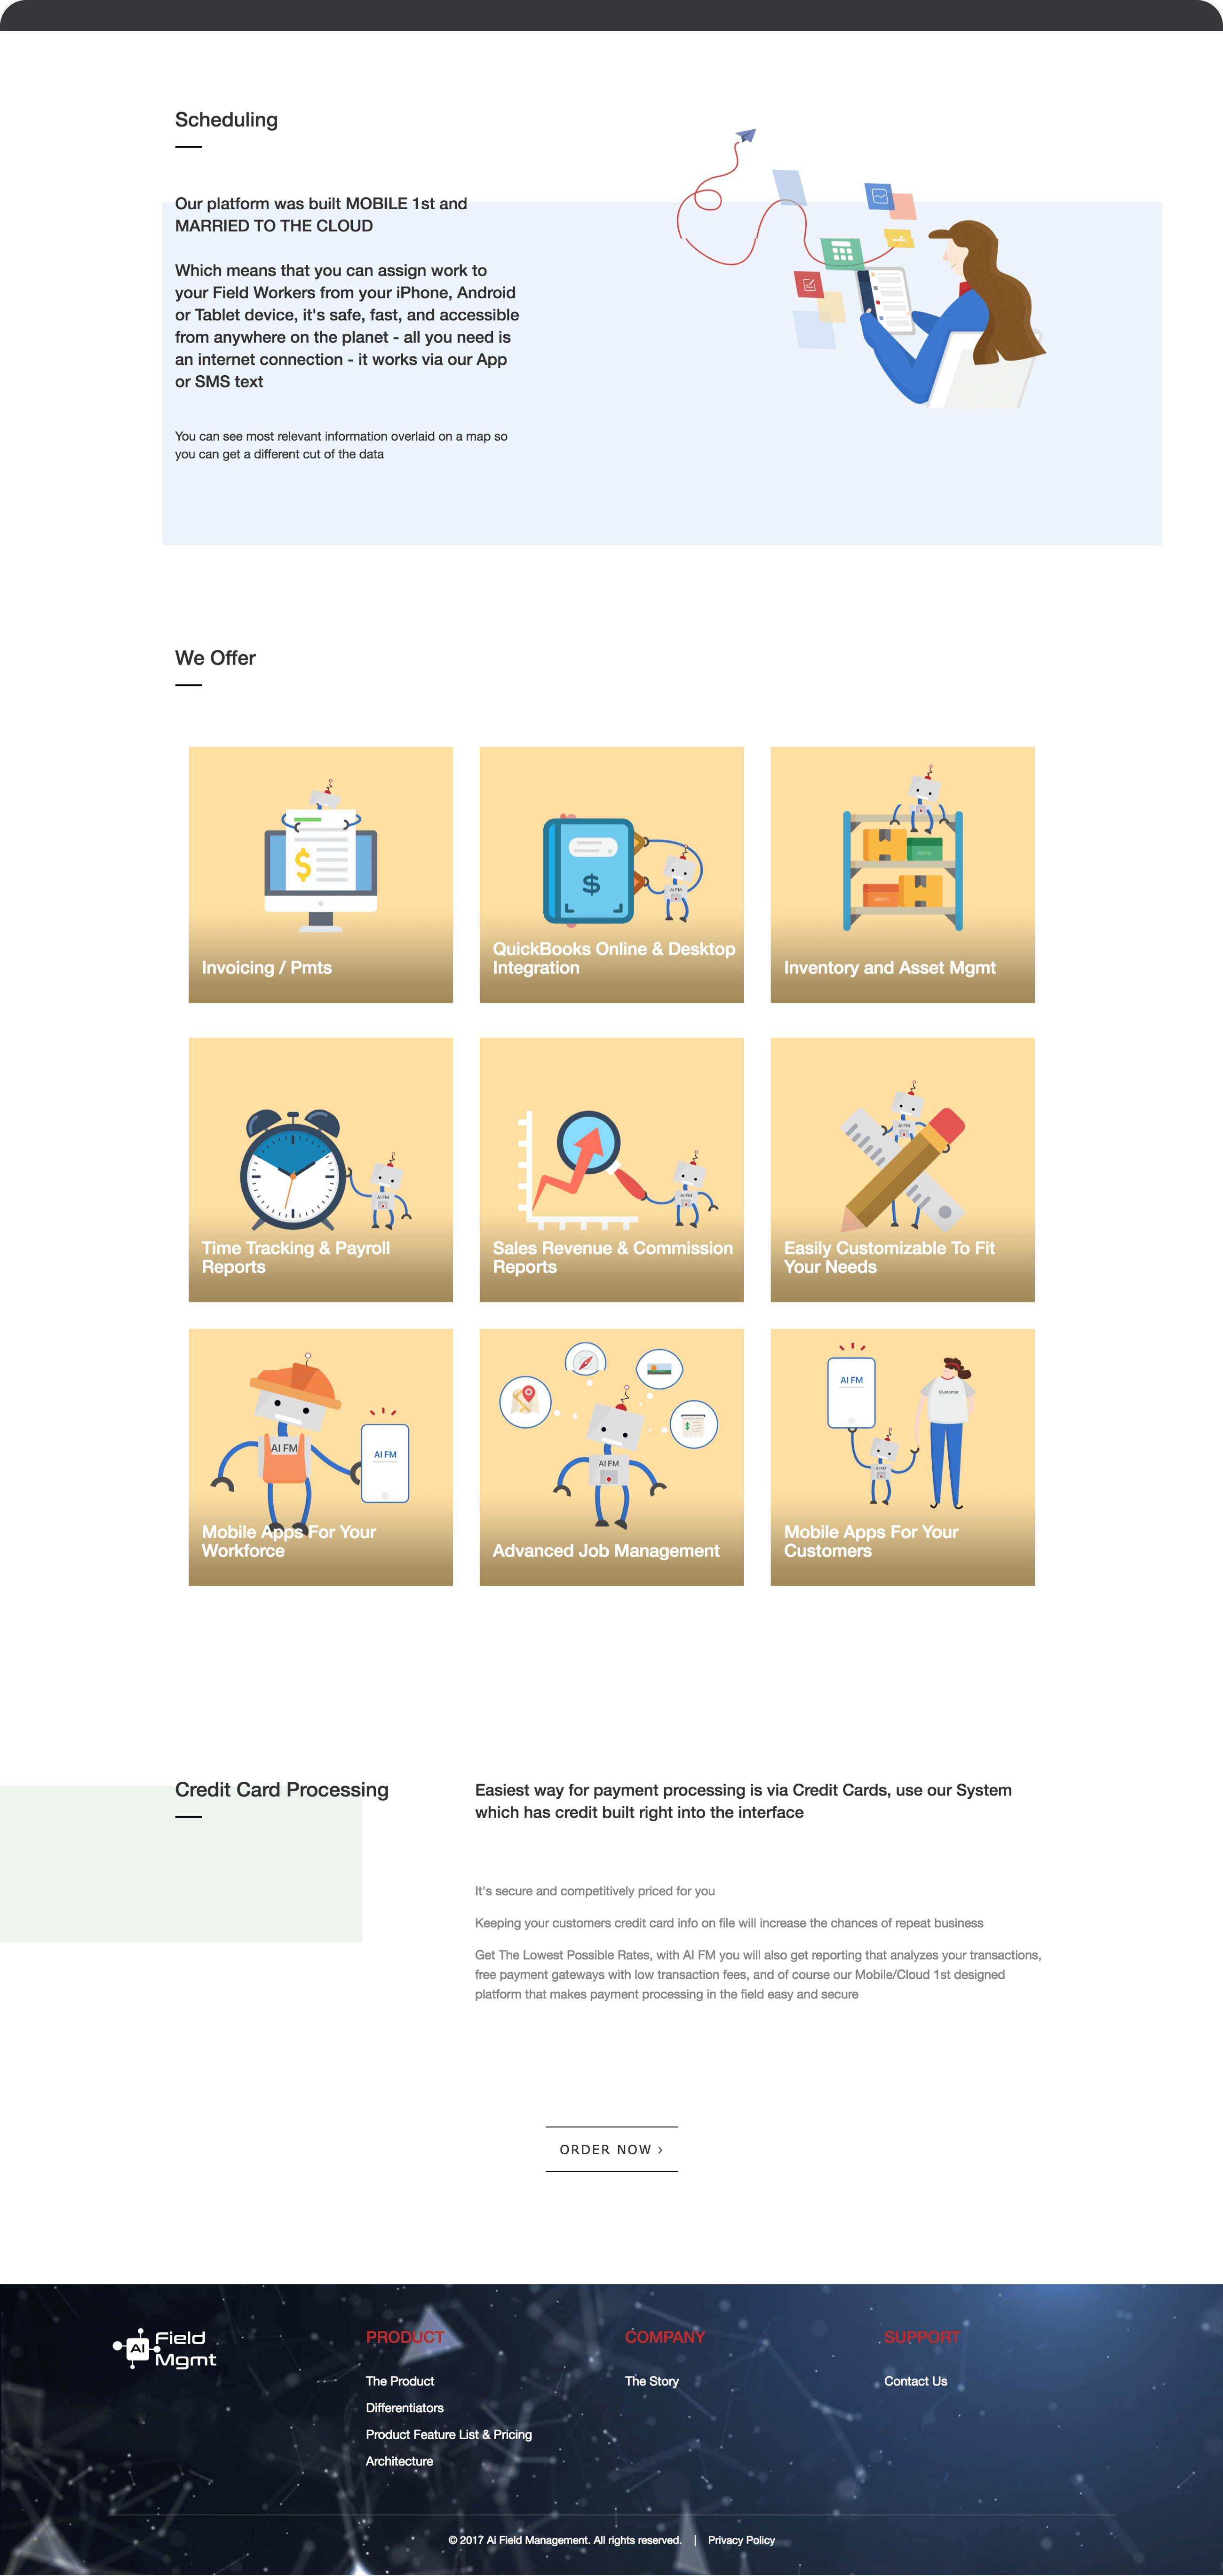 Scheduling
Our platform was built MOBILE 1st and
MARRIED TO THE CLOUD
Which means that you can assign work to
your Field Workers from your iPhone, Android
or Tablet device, it's safe, fast, and accessible
from anywhere on the planet - all you need is
an internet connection - it works via our App
or SMS text
You can see most relevant information overlaid on a map so
you can get a different cut of the data
We Offer
$
Invoicing / Pmts
$
AI FM
QuickBooks Online & Desktop
Integration
Inventory and Asset Mgmt
AI FM
Time Tracking & Payroll
Reports
AI FM
Sales Revenue & Commission
Reports
AI FM
Easily Customizable To Fit
Your Needs
AI FM
AI FM
Mobile Apps For Your
Workforce
$
AI FM
Advanced Job Management
AI FM
Customer
AI FM
Mobile Apps For Your
Customers
Credit Card Processing
Easiest way for payment processing is via Credit Cards, use our System
which has credit built right into the interface
It's secure and competitively priced for you
Keeping your customers credit card info on file will increase the chances of repeat business
Get The Lowest Possible Rates, with AI FM you will also get reporting that analyzes your transactions,
free payment gateways with low transaction fees, and of course our Mobile/Cloud 1st designed
platform that makes payment processing in the field easy and secure
ORDER NOW >
AI Field
Mgmt
PRODUCT
The Product
Differentiators
Product Feature List & Pricing
Architecture
COMPANY
The Story
SUPPORT
Contact Us
© 2017 Ai Field Management. All rights reserved. | Privacy Policy